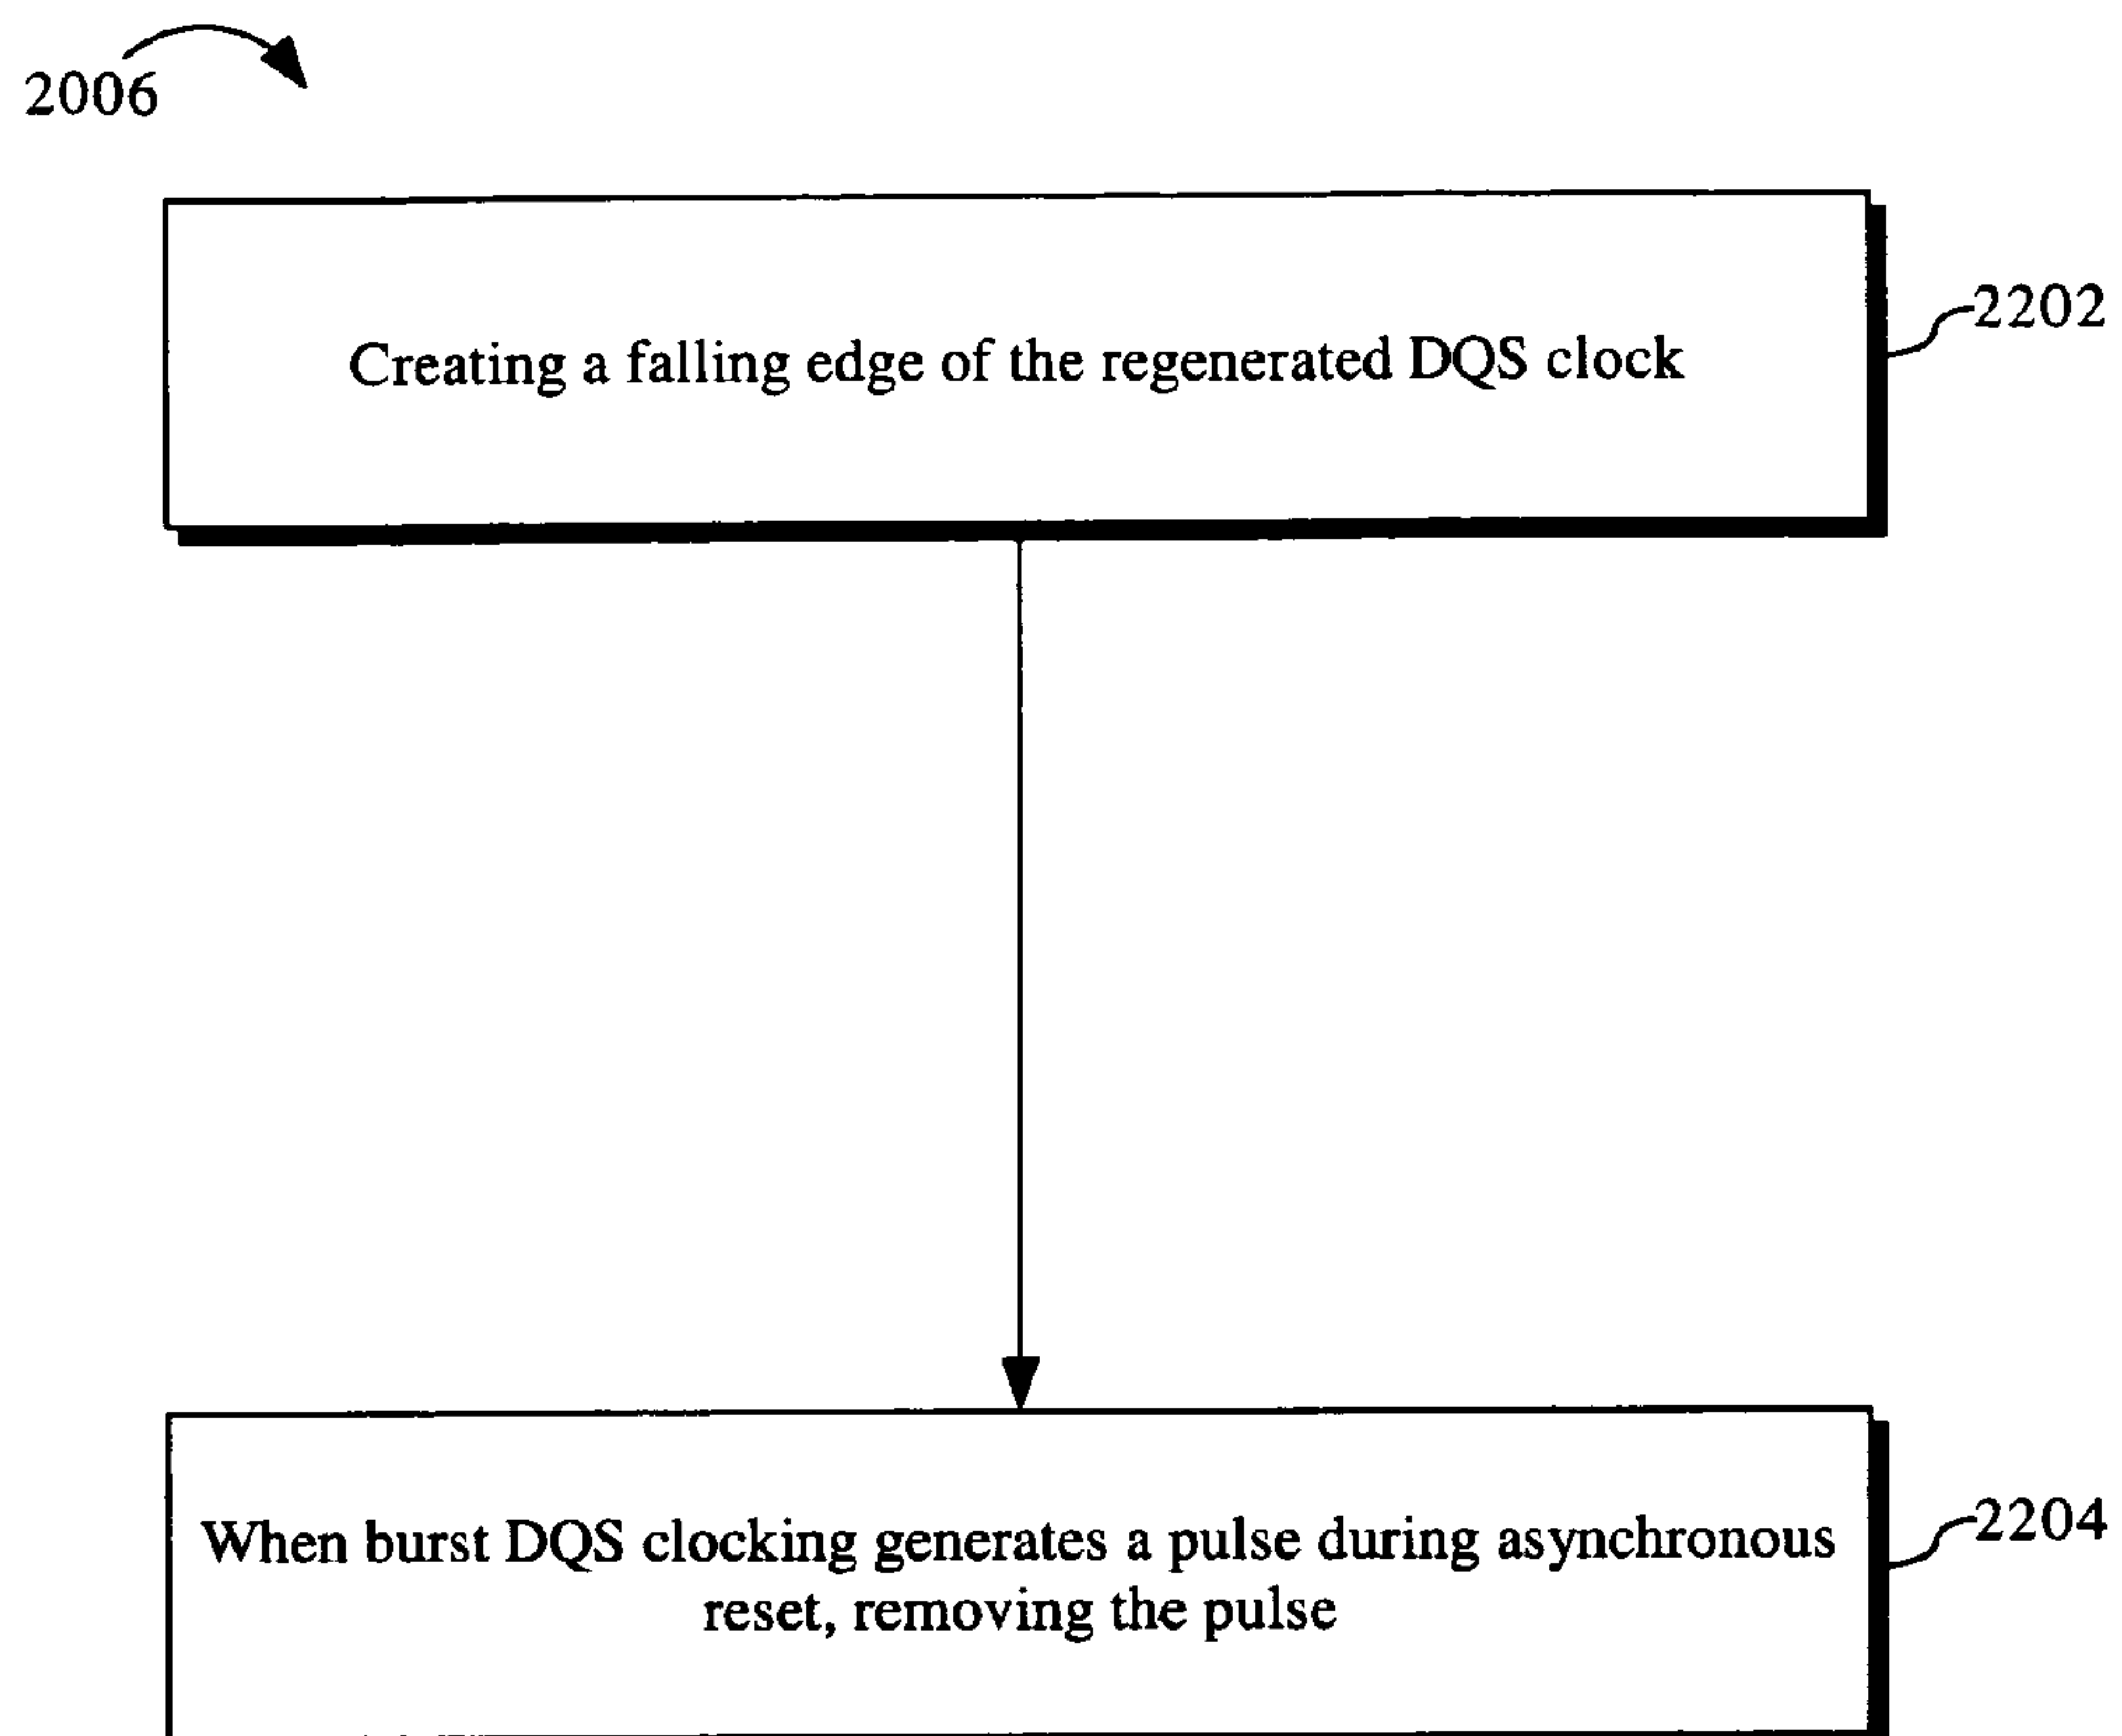 2006
2202
Creating a falling edge of the regenerated DQS clock
2204
When burst DQS clocking generates a pulse during asynchronous
reset, removing the pulse